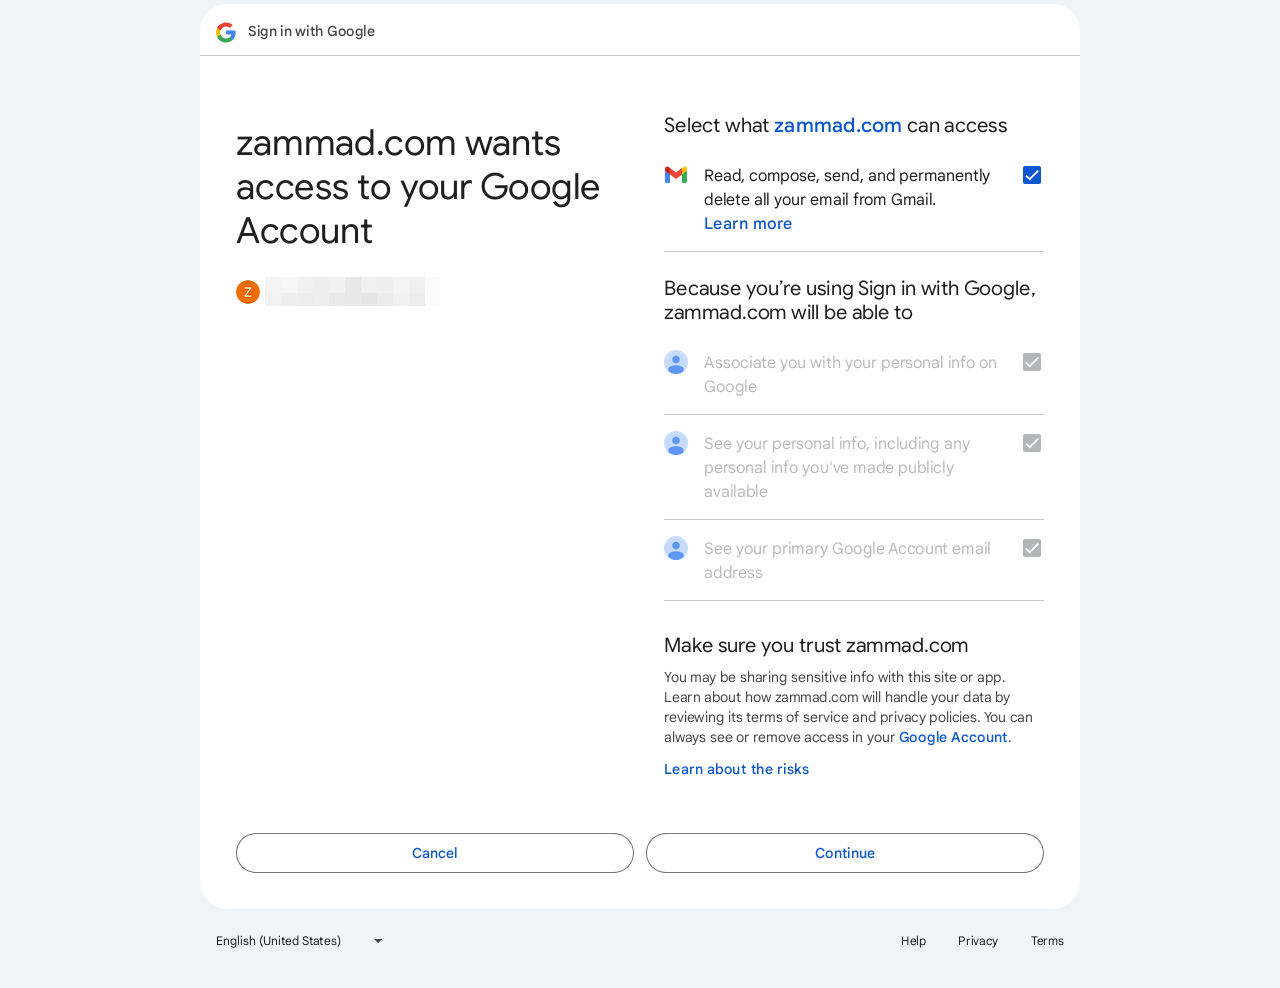 Sign in with Google
zammad.com wants
access to your Google
Account
Z
Select what zammad.com can access
Read, compose, send, and permanently
delete all your email from Gmail.
Learn more
Because you’re using Sign in with Google,
zammad.com will be able to
Associate you with your personal info on
Google
See your personal info, including any
personal info you've made publicly
available
See your primary Google Account email
address
Make sure you trust zammad.com
You may be sharing sensitive info with this site or app.
Learn about how zammad.com will handle your data by
reviewing its terms of service and privacy policies. You can
always see or remove access in your Google Account.
Learn about the risks
Cancel
Continue
English (United States)
Help
Privacy
Terms